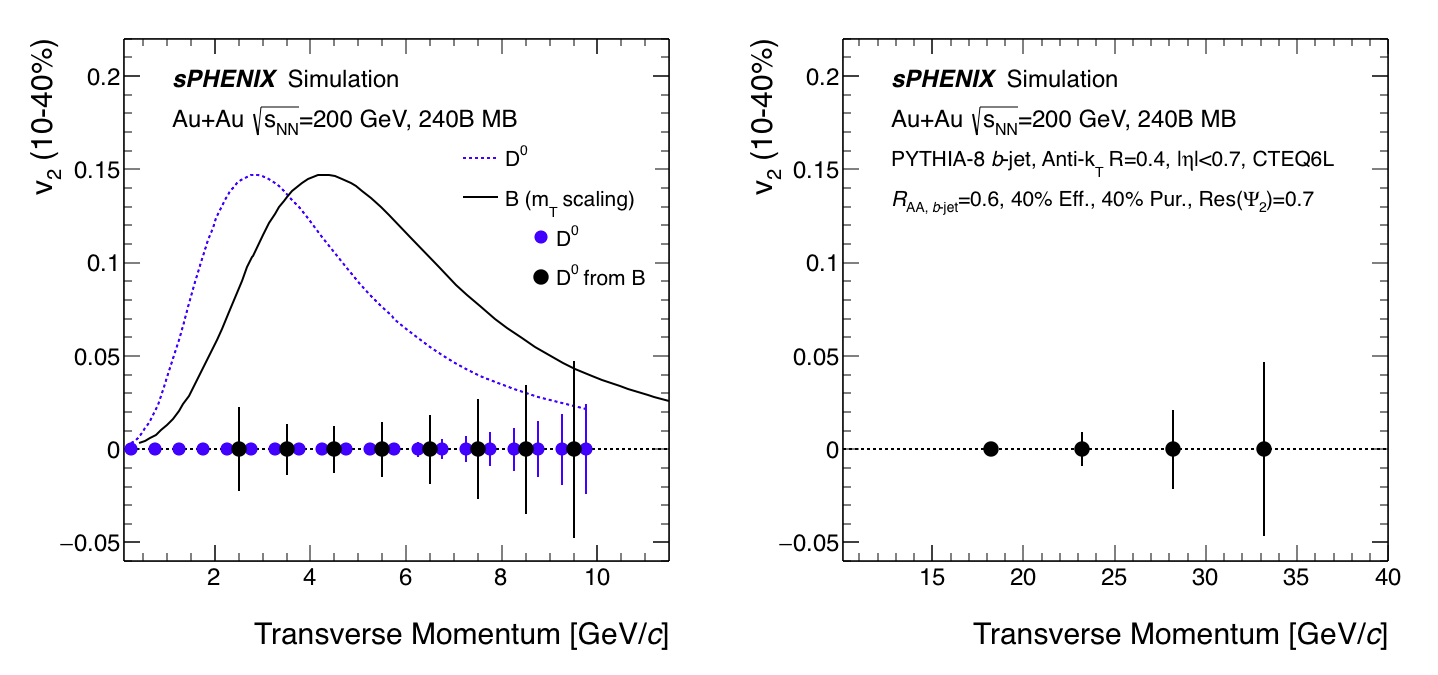 v2 (10-40%)
0.2
0.15
0.1
0.05
0
−0.05
sPHENIX Simulation
Au+Au √sNN=200 GeV, 240B MB
D0
B (mT scaling)
D0
D0 from B
2 4 6 8 10
Transverse Momentum [GeV/c]
v2 (10-40%)
0.2
0.15
0.1
0.05
0
−0.05
sPHENIX Simulation
Au+Au √sNN=200 GeV, 240B MB
PYTHIA-8 b-jet, Anti-kT R=0.4, |η|<0.7, CTEQ6L
RAA, b-jet=0.6, 40% Eff., 40% Pur., Res(Ψ2)=0.7
15 20 25 30 35 40
Transverse Momentum [GeV/c]